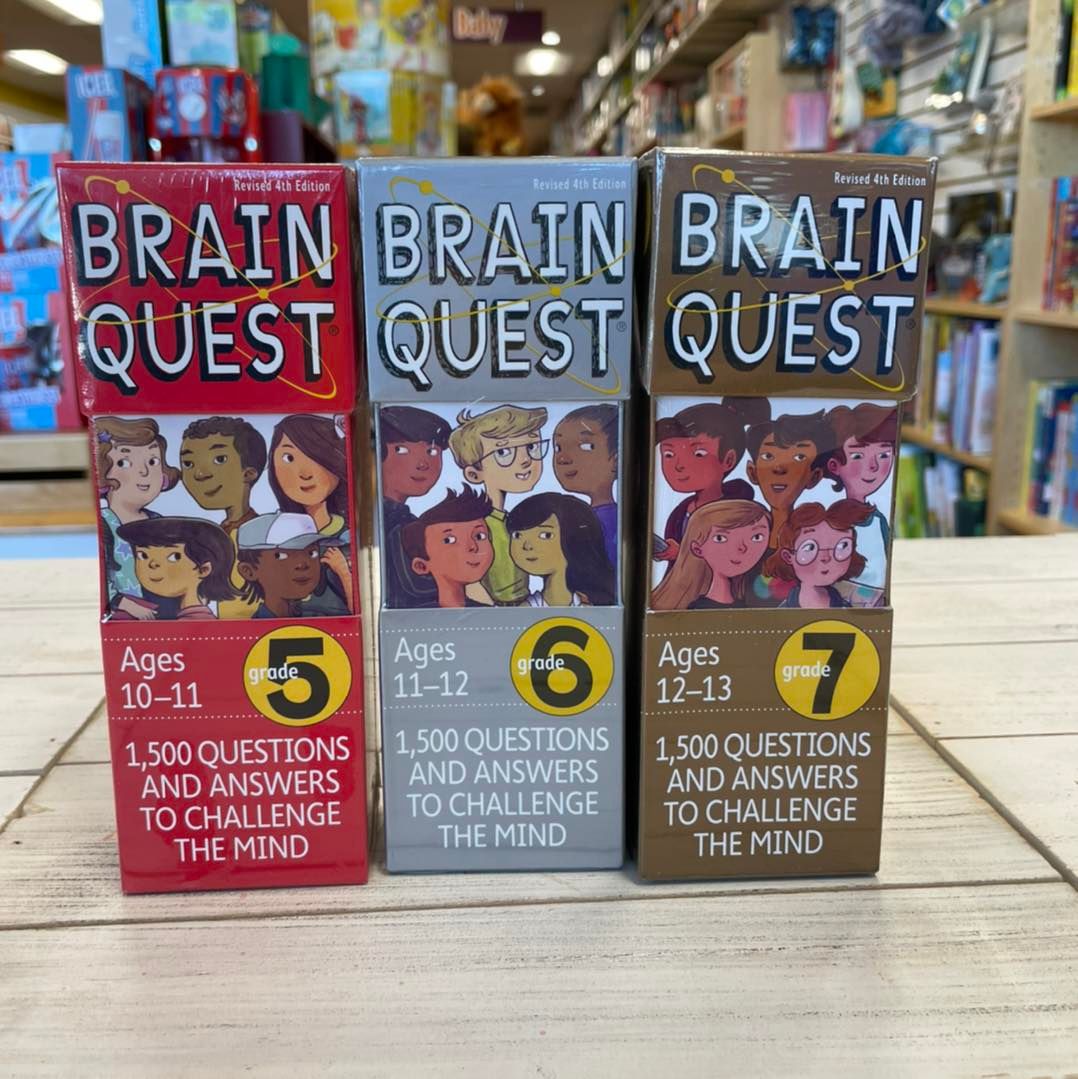 Baby
Revised 4th Edition
BRAIN
QUEST®
Ages
10–11
grade 5
1,500 QUESTIONS
AND ANSWERS
TO CHALLENGE
THE MIND
Revised 4th Edition
BRAIN
QUEST®
Ages
11–12
grade 6
1,500 QUESTIONS
AND ANSWERS
TO CHALLENGE
THE MIND
Revised 4th Edition
BRAIN
QUEST®
Ages
12–13
grade 7
1,500 QUESTIONS
AND ANSWERS
TO CHALLENGE
THE MIND